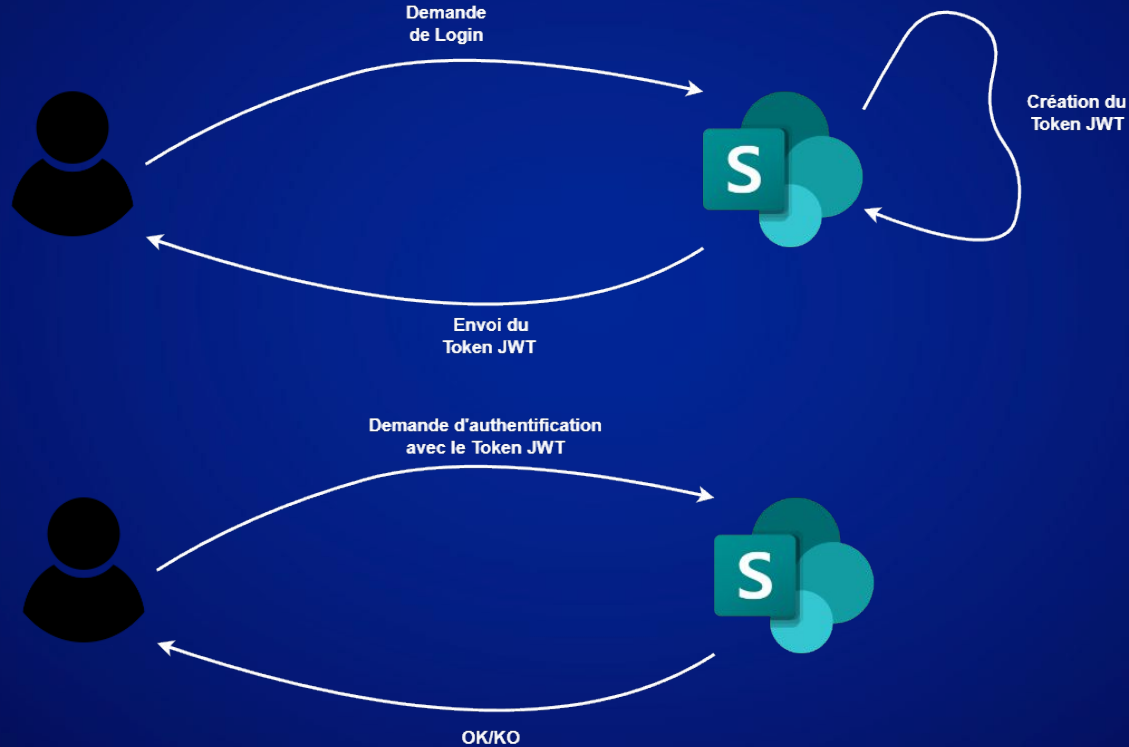 Demande
de Login
Création du
Token JWT
S
Envoi du
Token JWT
Demande d'authentification
avec le Token JWT
S
OK/KO